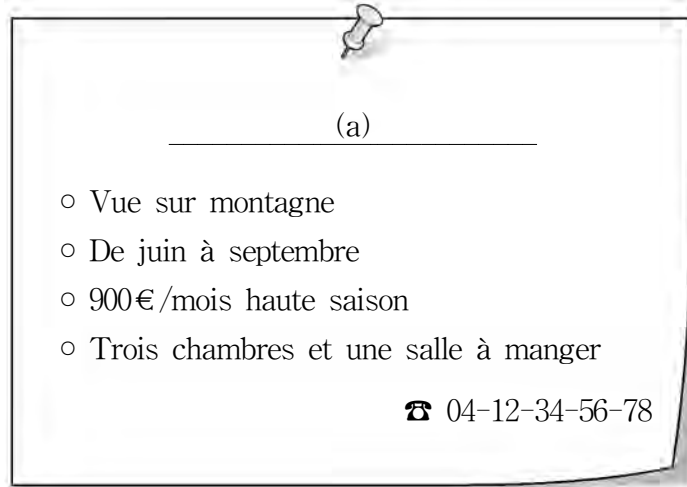 (a)
○ Vue sur montagne
○ De juin à septembre
○ 900€/mois haute saison
○ Trois chambres et une salle à manger
☎ 04-12-34-56-78